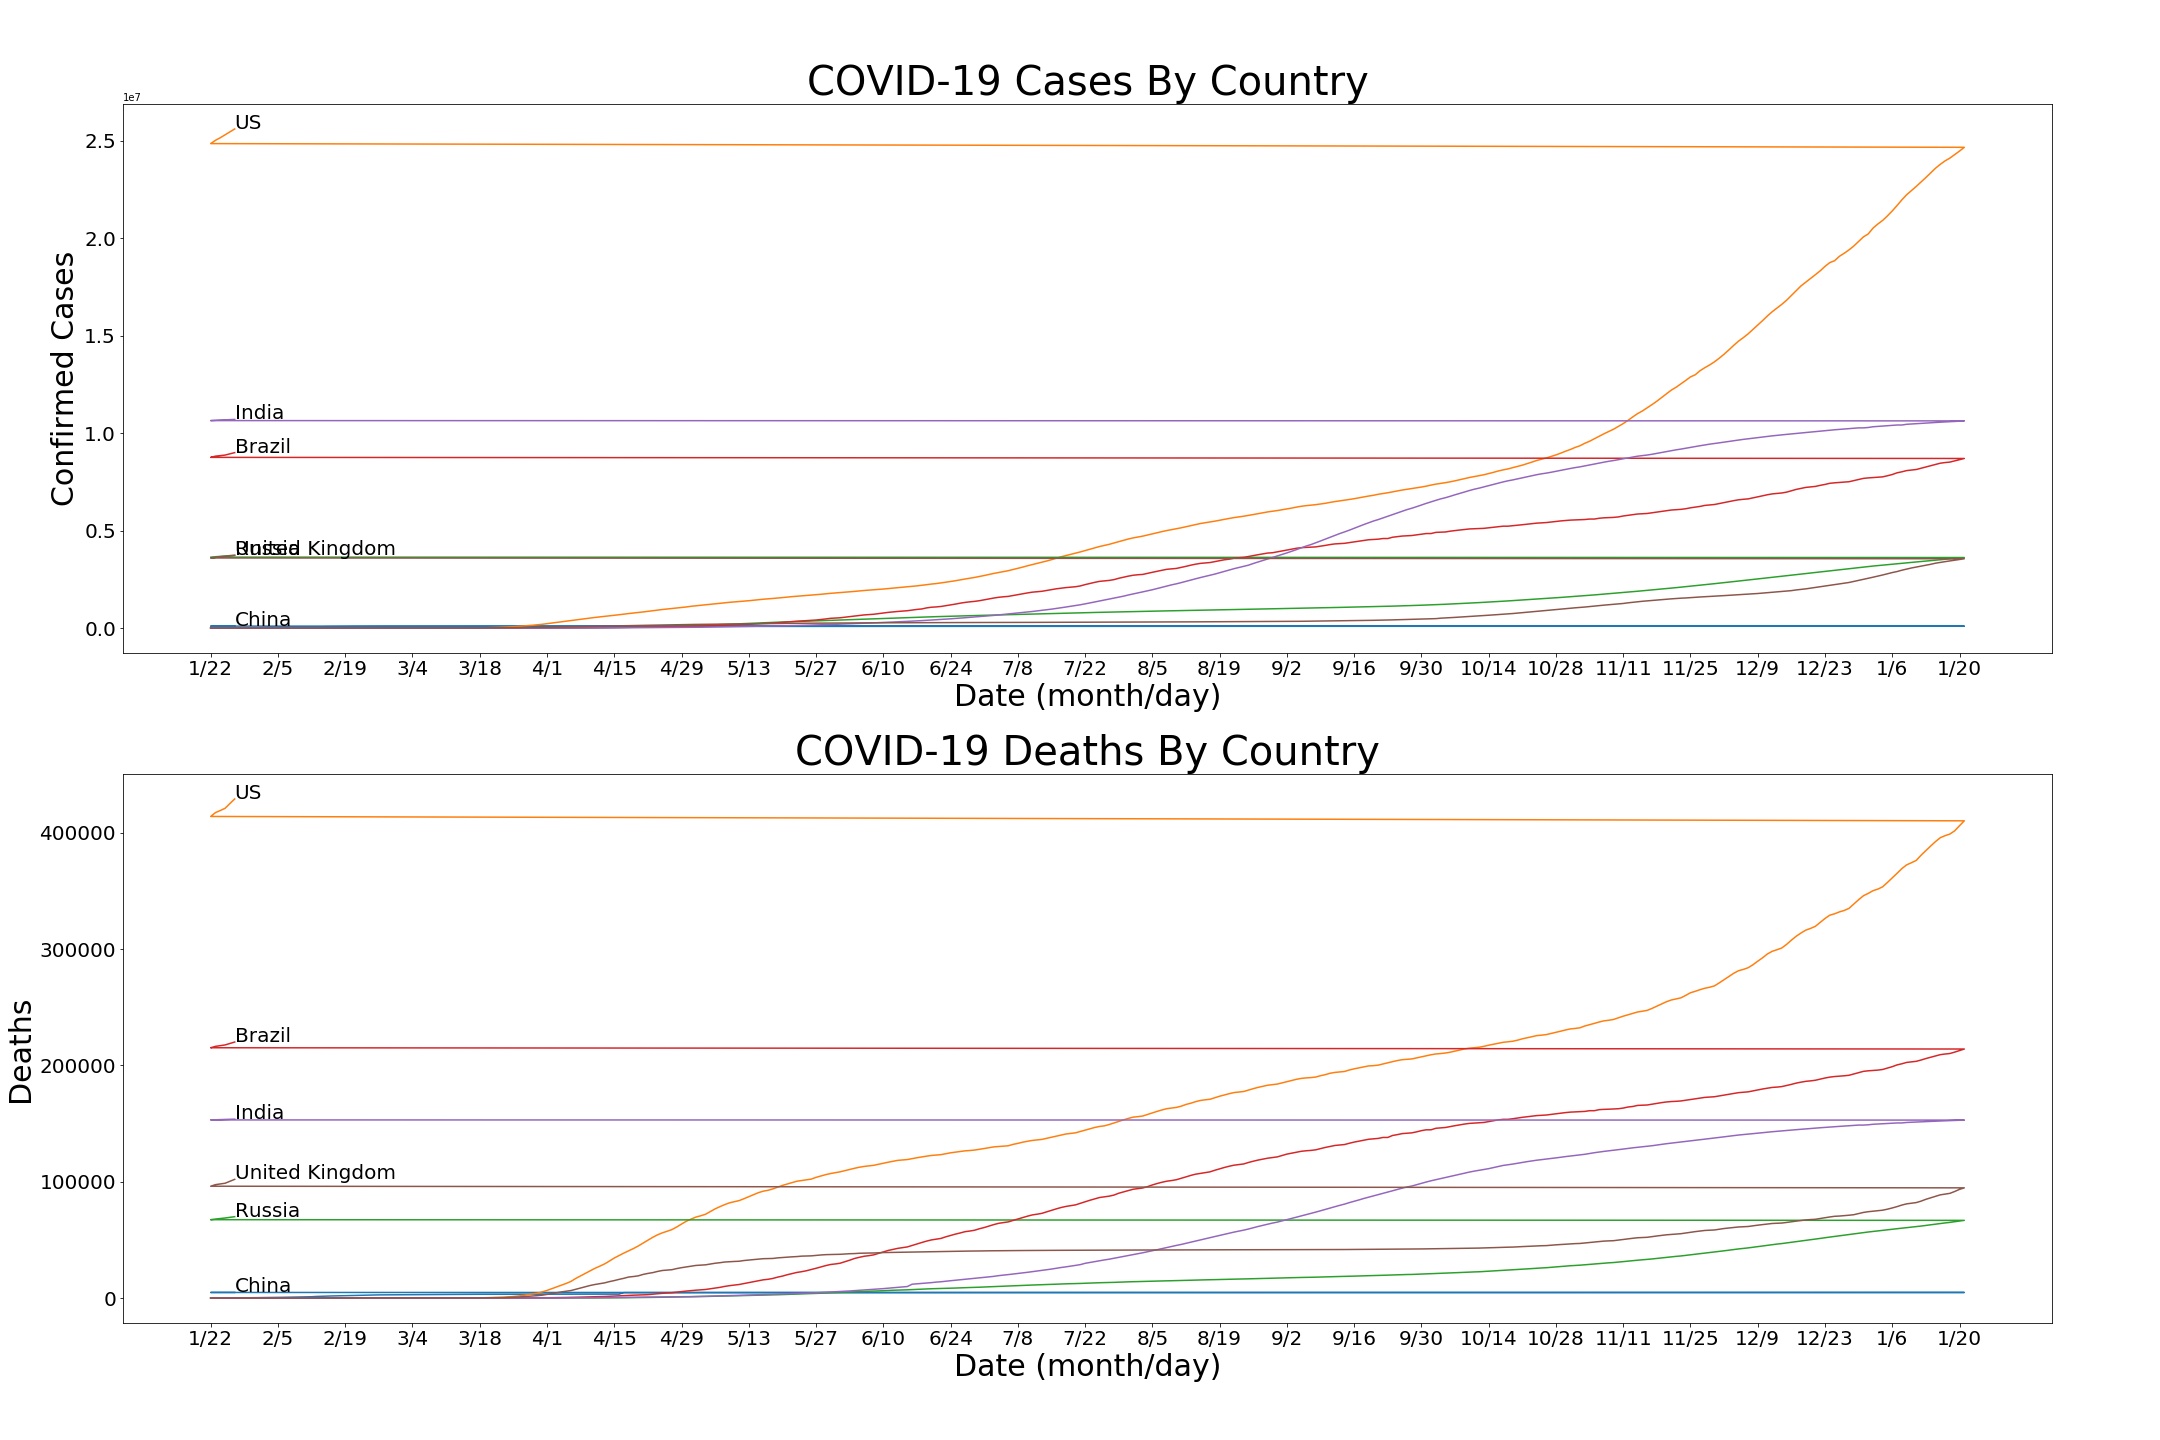 COVID-19 Cases By Country
1e7
US
2.5
2.0
Confirmed Cases
1.5
India
1.0
Brazil
0.5
Russia
United Kingdom
China
0.0
1/22 2/5 2/19 3/4 3/18 4/1 4/15 4/29 5/13 5/27 6/10 6/24 7/8 7/22 8/5 8/19 9/2 9/16 9/30 10/14 10/28 11/11 11/25 12/9 12/23 1/6 1/20
Date (month/day)
COVID-19 Deaths By Country
US
400000
300000
Deaths
Brazil
200000
India
100000
United Kingdom
Russia
China
0
1/22 2/5 2/19 3/4 3/18 4/1 4/15 4/29 5/13 5/27 6/10 6/24 7/8 7/22 8/5 8/19 9/2 9/16 9/30 10/14 10/28 11/11 11/25 12/9 12/23 1/6 1/20
Date (month/day)